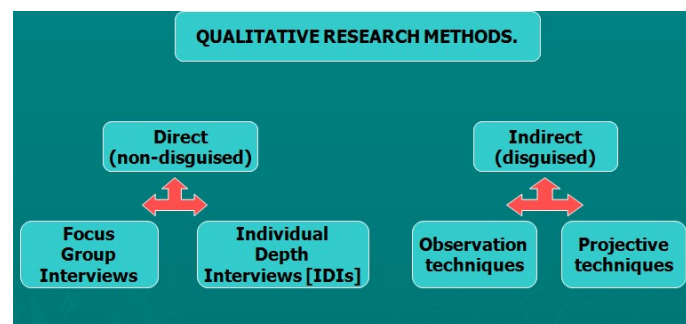 QUALITATIVE RESEARCH METHODS.
Direct
(non-disguised)
Indirect
(disguised)
Focus
Group
Interviews
Individual
Depth
Interviews [IDIs]
Observation
techniques
Projective
techniques